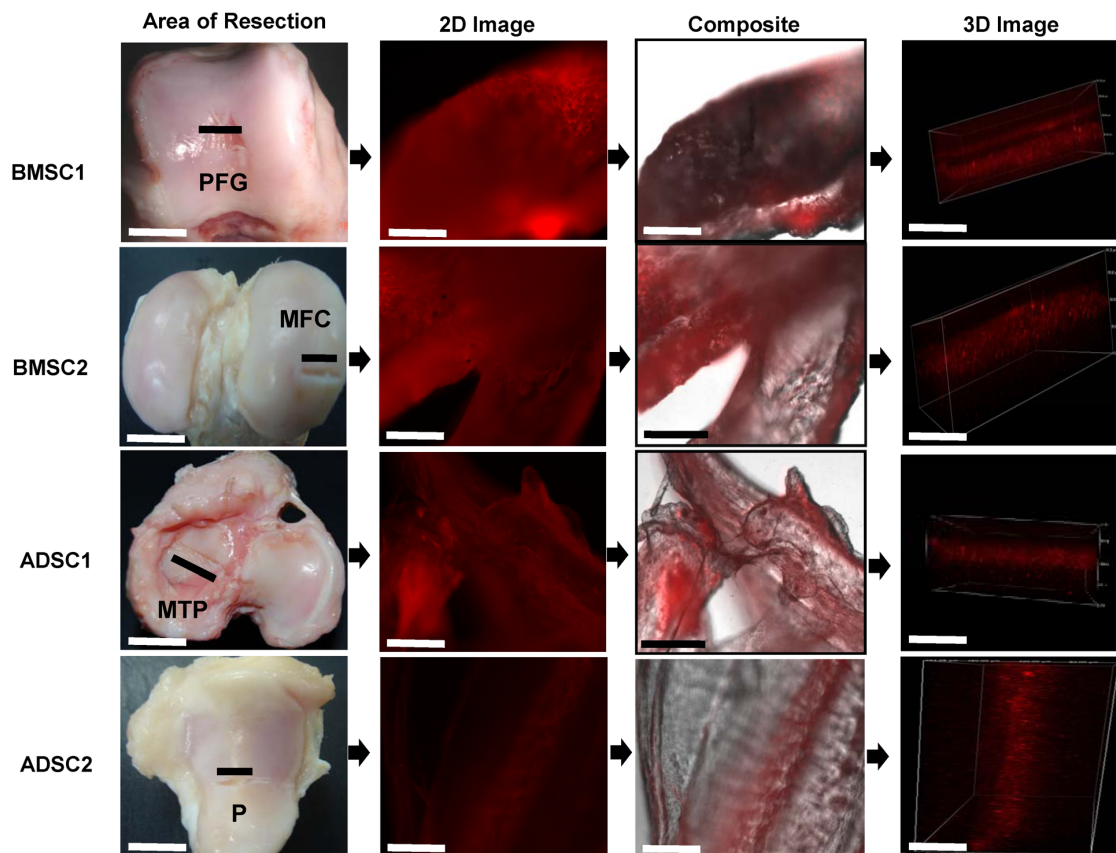 Area of Resection
2D Image
Composite
3D Image
BMSC1
PFG
BMSC2
MFC
ADSC1
MTP
ADSC2
P